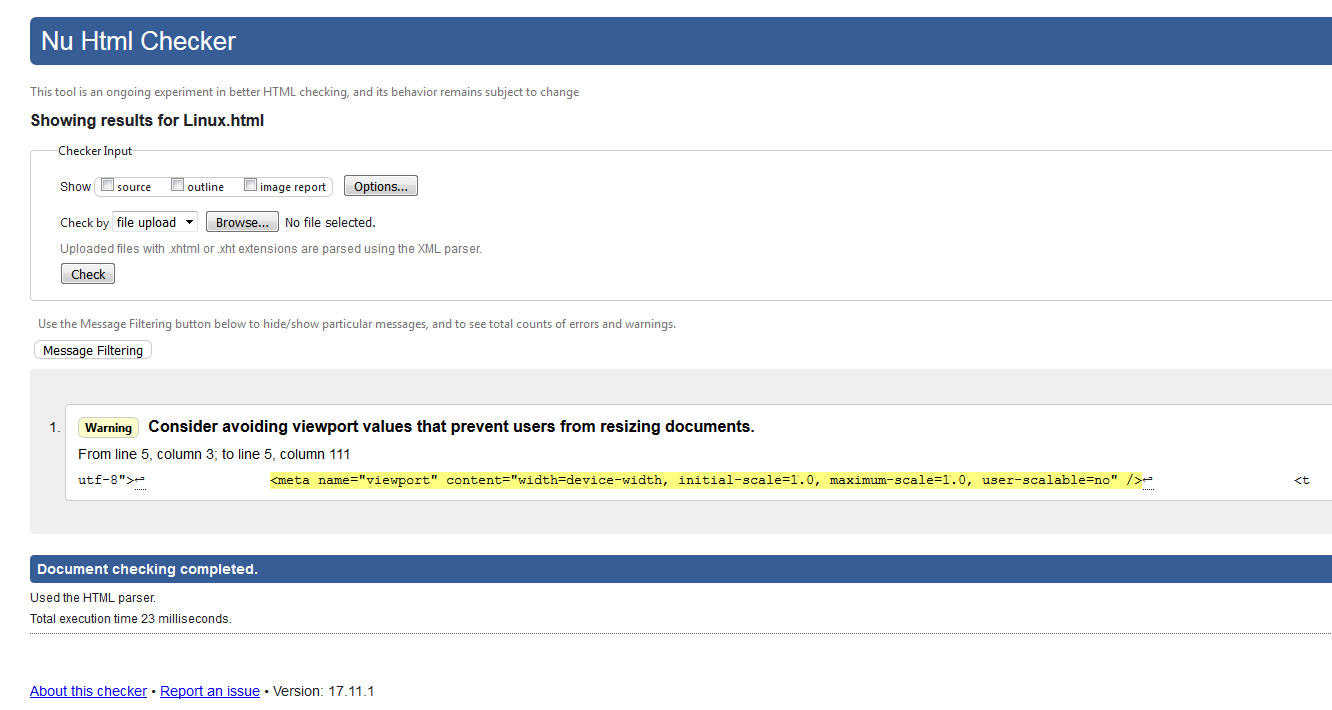 Nu Html Checker
This tool is an ongoing experiment in better HTML checking, and its behavior remains subject to change
Showing results for Linux.html
Checker Input
Show source outline image report Options...
Check by file upload Browse... No file selected.
Uploaded files with .xhtml or .xht extensions are parsed using the XML parser.
Check
Use the Message Filtering button below to hide/show particular messages, and to see total counts of errors and warnings.
Message Filtering
1. Warning Consider avoiding viewport values that prevent users from resizing documents.
From line 5, column 3; to line 5, column 111
utf-8">↩ <meta name="viewport" content="width=device-width, initial-scale=1.0, maximum-scale=1.0, user-scalable=no" />↩ <t
Document checking completed.
Used the HTML parser.
Total execution time 23 milliseconds.
About this checker • Report an issue • Version: 17.11.1